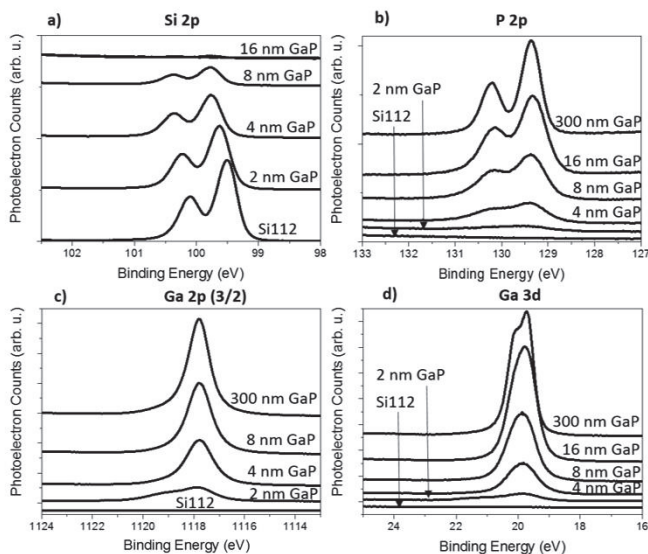 a)
Si 2p
16 nm GaP
8 nm GaP
4 nm GaP
2 nm GaP
Si112
Photoelectron Counts (arb. u.)
102 101 100 99 98
Binding Energy (eV)
b)
P 2p
2 nm GaP
Si112
300 nm GaP
16 nm GaP
8 nm GaP
4 nm GaP
Photoelectron Counts (arb. u.)
133 132 131 130 129 128 127
Binding Energy (eV)
c)
Ga 2p (3/2)
300 nm GaP
8 nm GaP
4 nm GaP
2 nm GaP
Si112
Photoelectron Counts (arb. u.)
1124 1122 1120 1118 1116 1114
Binding Energy (eV)
d)
Ga 3d
2 nm GaP
Si112
300 nm GaP
16 nm GaP
8 nm GaP
4 nm GaP
Photoelectron Counts (arb. u.)
24 22 20 18 16
Binding Energy (eV)